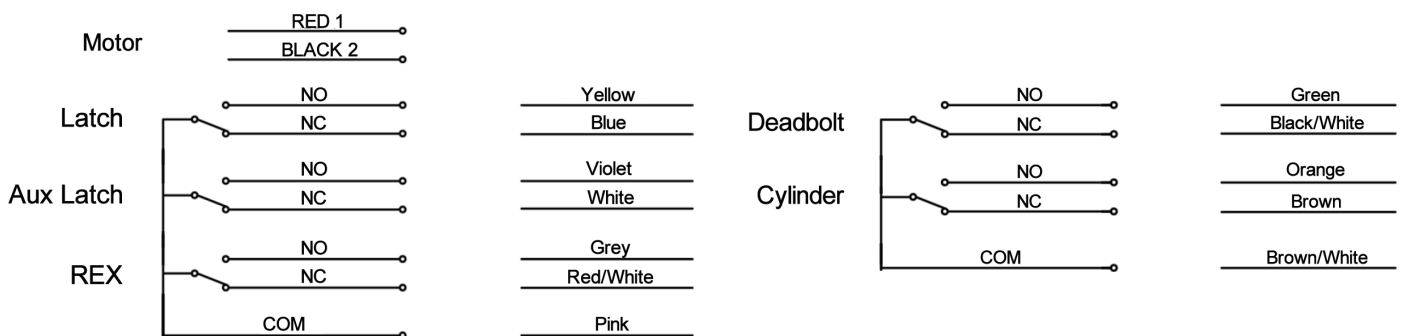 Motor
RED 1
BLACK 2
Latch
NO
NC
Yellow
Blue
Aux Latch
NO
NC
Violet
White
REX
NO
NC
Grey
Red/White
COM
Pink
Deadbolt
NO
NC
Green
Black/White
Cylinder
NO
NC
Orange
Brown
COM
Brown/White